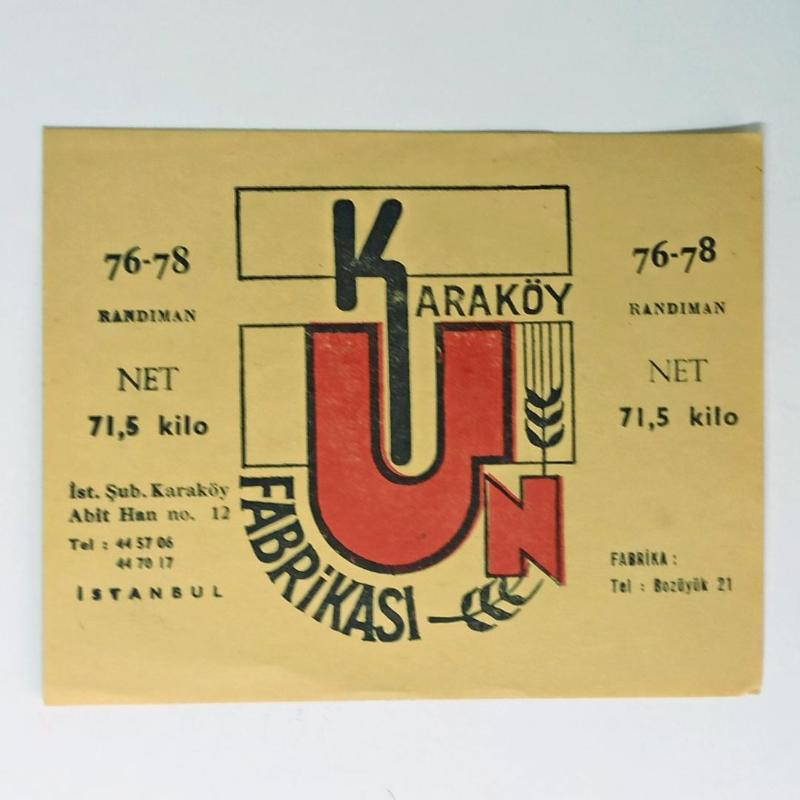 76-78
RANDIMAN
NET
71,5 kilo
İst. Şub. Karaköy
Abit Han no. 12
Tel : 44 57 06
44 70 17
İSTANBUL
KARAKÖY
UN
FABRİKASI
76-78
RANDIMAN
NET
71,5 kilo
FABRİKA :
Tel : Bozüyük 21